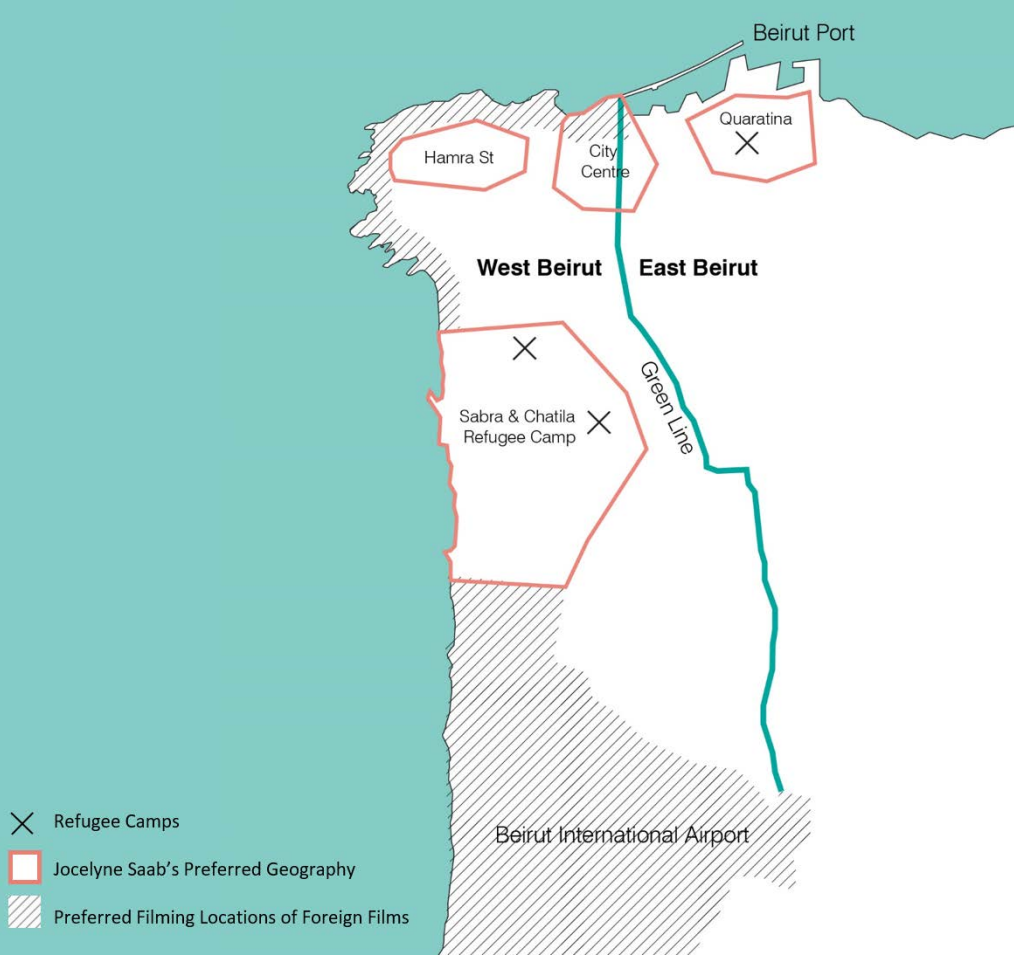 Beirut Port
Quaratina
Hamra St
City
Centre
West Beirut
East Beirut
Green Line
Sabra & Chatila
Refugee Camp
Beirut International Airport
Refugee Camps
Jocelyne Saab's Preferred Geography
Preferred Filming Locations of Foreign Films